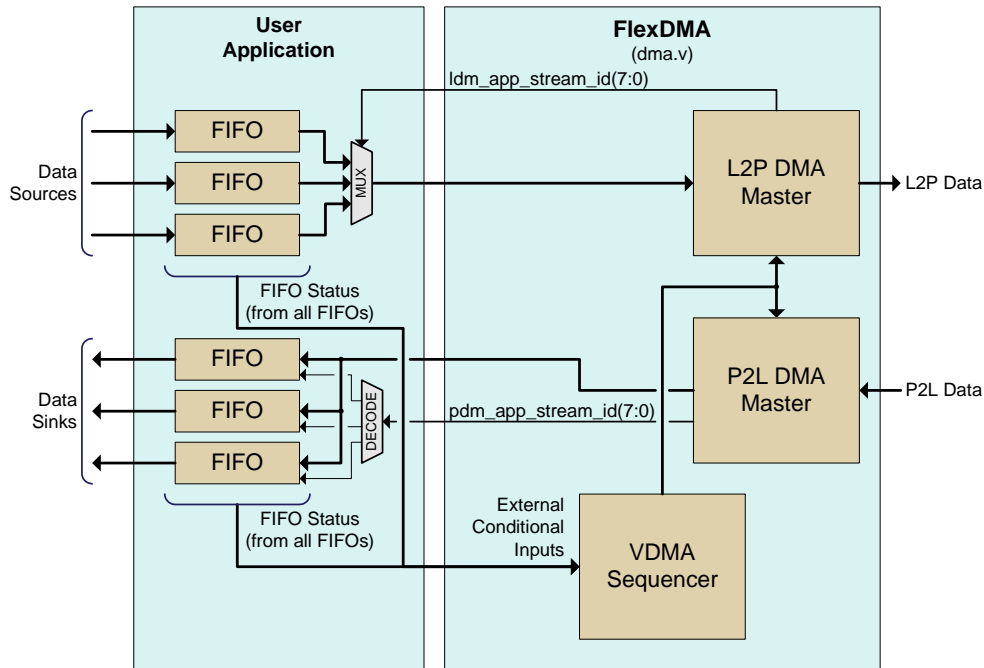 User
Application
FlexDMA
(dma.v)
ldm_app_stream_id(7:0)
Data
Sources
FIFO
FIFO
FIFO
MUX
L2P DMA
Master
L2P Data
FIFO Status
(from all FIFOs)
Data
Sinks
FIFO
FIFO
FIFO
DECODE
pdm_app_stream_id(7:0)
P2L DMA
Master
P2L Data
FIFO Status
(from all FIFOs)
External
Conditional
Inputs
VDMA
Sequencer